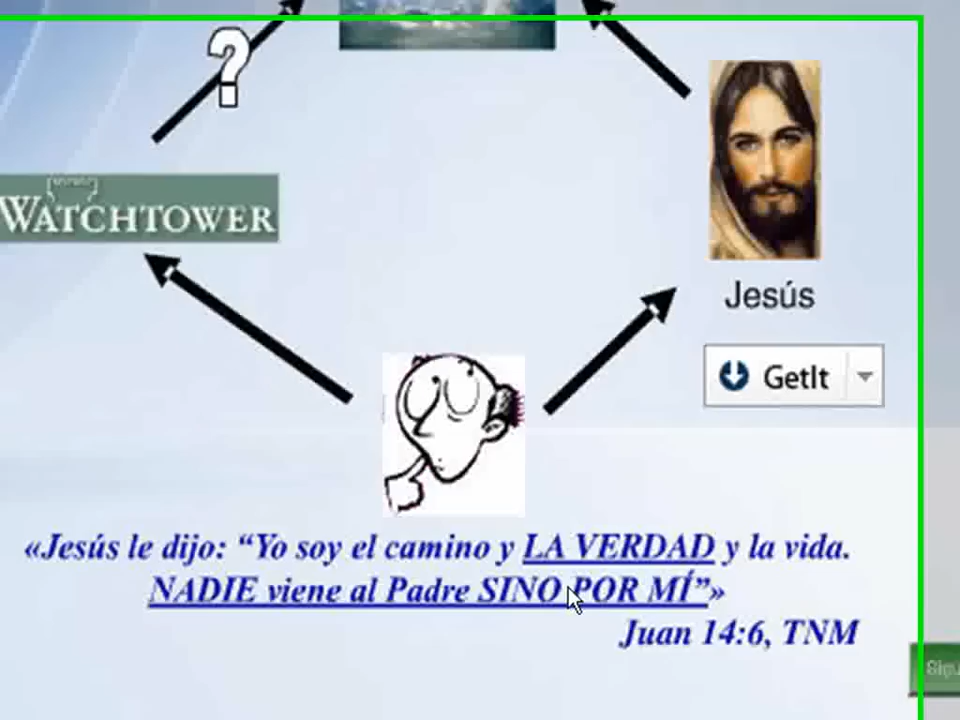 ?
WATCHTOWER
Jesús
GetIt
«Jesús le dijo: “Yo soy el camino y LA VERDAD y la vida.
NADIE viene al Padre SINO POR MÍ”»
Juan 14:6, TNM